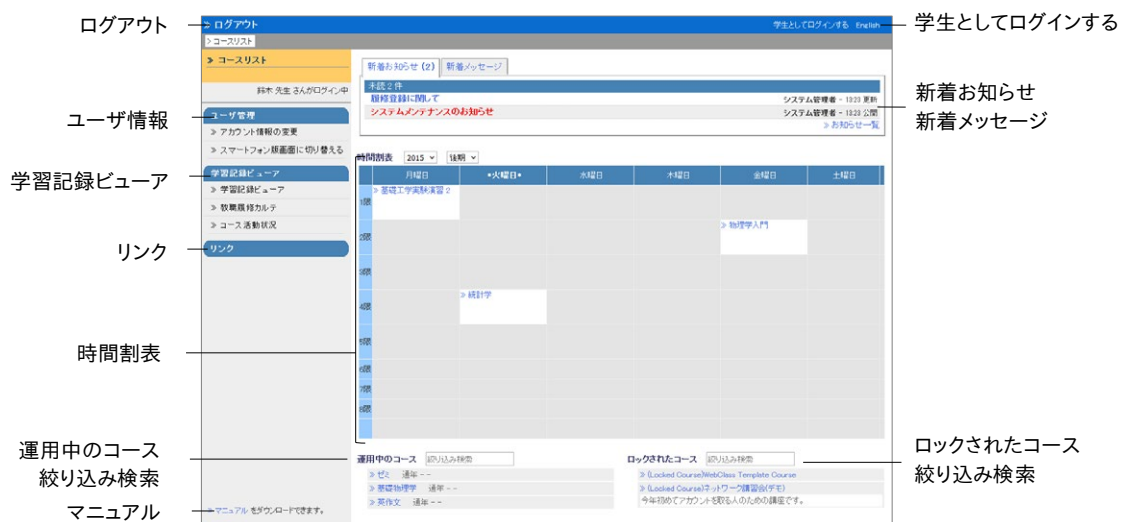 ログアウト
学生としてログインする
» ログアウト
学生としてログインする English
> コースリスト
» コースリスト
鈴木 先生 さんがログイン中
ユーザ情報
ユーザ管理
» アカウント情報の変更
» スマートフォン版画面に切り替える
学習記録ビューア
学習記録ビューア
» 学習記録ビューア
» 教職履修カルテ
» コース活動状況
リンク
リンク
新着お知らせ (2) 新着メッセージ
未読 2 件
履修登録に関して システム管理者 - 13:23 更新
システムメンテナンスのお知らせ システム管理者 - 13:23 公開
» お知らせ一覧
新着お知らせ
新着メッセージ
時間割表
時間割表 2015 後期
月曜日 •火曜日• 水曜日 木曜日 金曜日 土曜日
1限 » 基礎工学実験演習2
2限 » 物理学入門
3限
4限 » 統計学
5限
6限
7限
8限
運用中のコース
絞り込み検索
運用中のコース 絞り込み検索
» ゼミ 通年 - -
» 基礎物理学 通年 - -
» 英作文 通年 - -
ロックされたコース 絞り込み検索
» (Locked Course)WebClass Template Course
» (Locked Course)ネットワーク講習会(デモ)
今年初めてアカウントを取る人のための講座です。
ロックされたコース
絞り込み検索
マニュアル
» マニュアル をダウンロードできます。